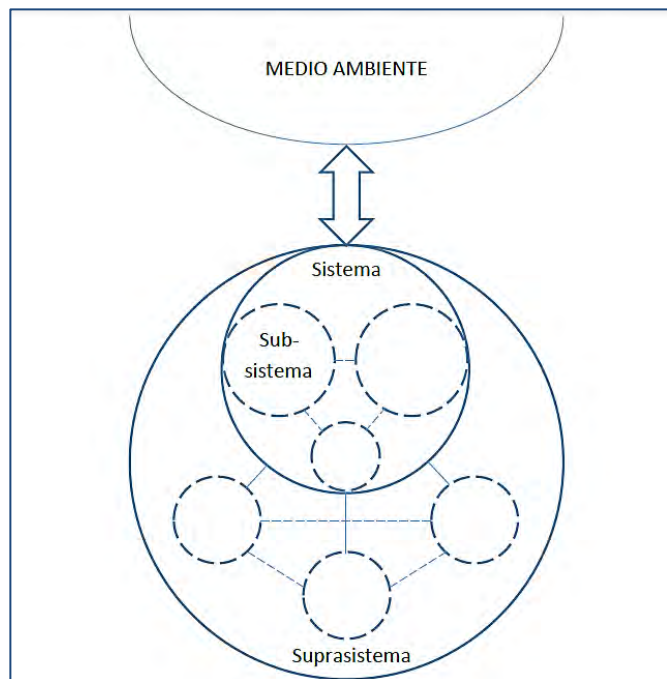 MEDIO AMBIENTE
Sistema
Sub-
sistema
Suprasistema